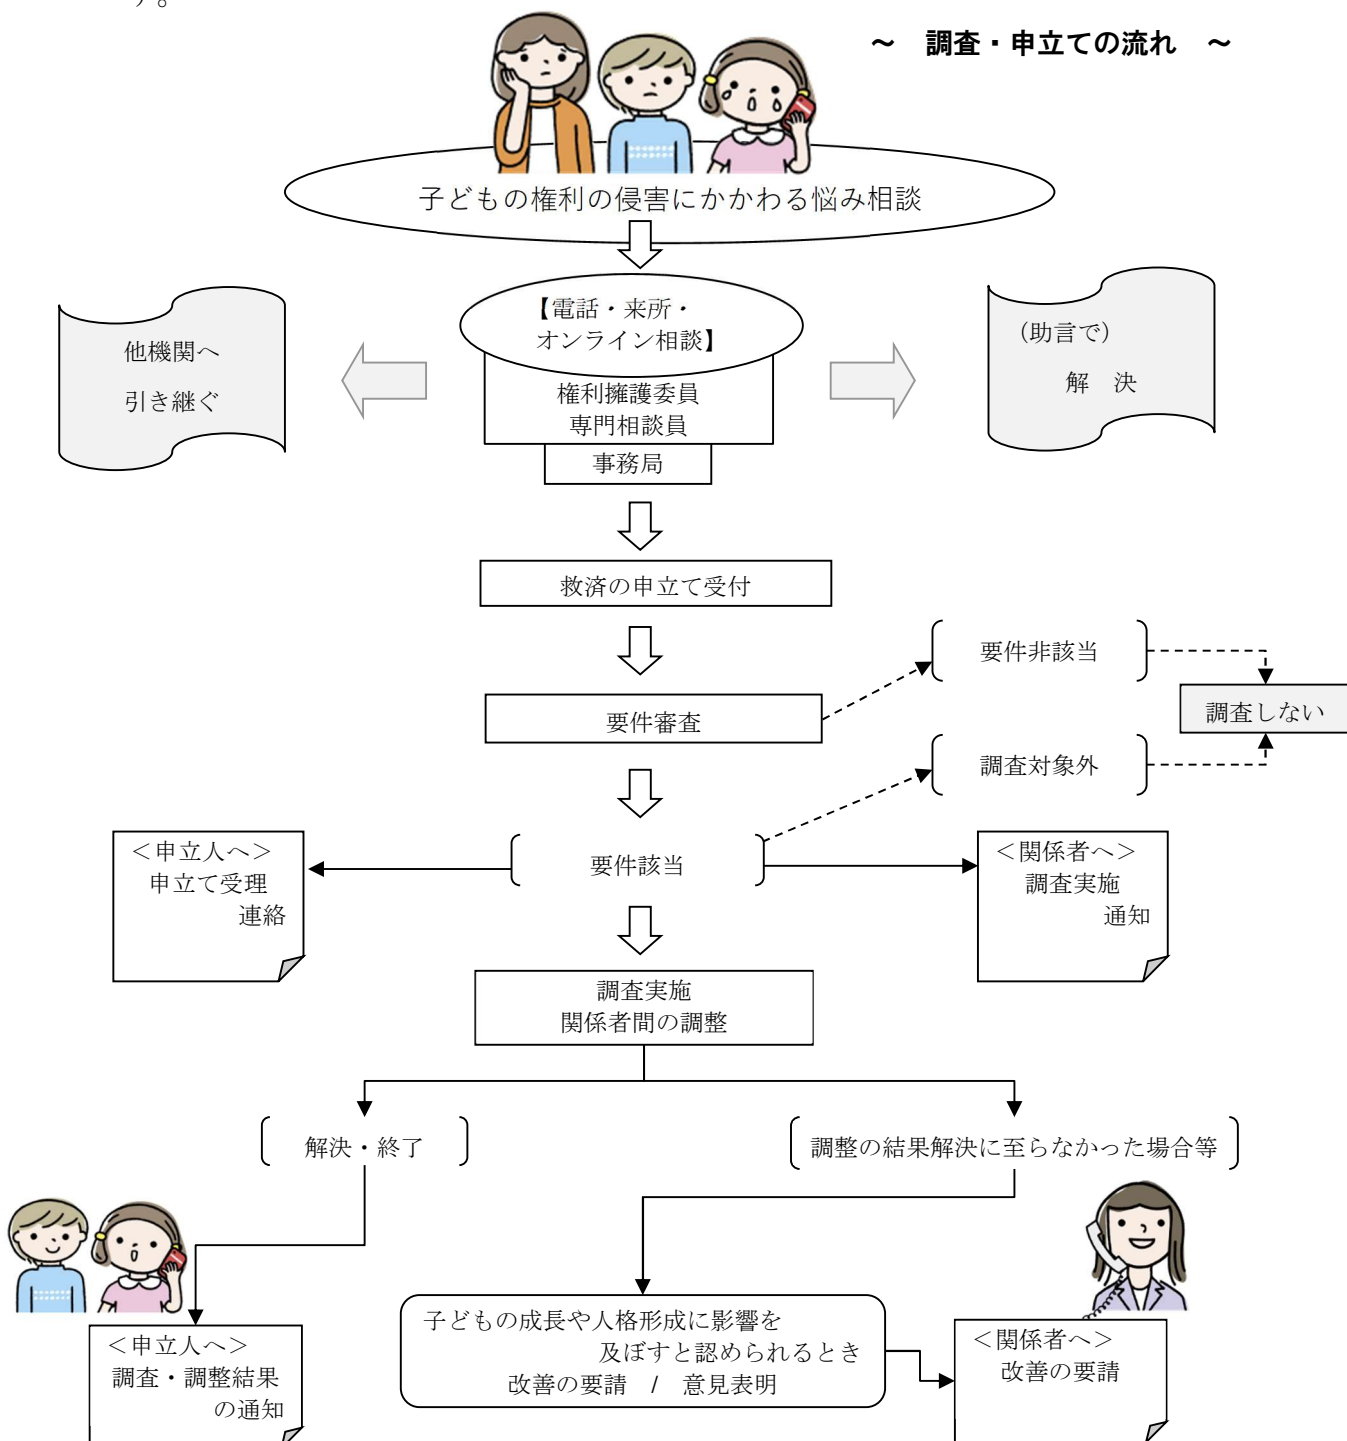 す。
～　調査・申立ての流れ　～
子どもの権利の侵害にかかわる悩み相談
【電話・来所・
オンライン相談】
権利擁護委員
専門相談員
事務局
他機関へ
引き継ぐ
（助言で）
解　決
救済の申立て受付
要件審査
要件非該当
調査対象外
調査しない
要件該当
＜申立人へ＞
申立て受理
連絡
＜関係者へ＞
調査実施
通知
調査実施
関係者間の調整
解決・終了
調整の結果解決に至らなかった場合等
＜申立人へ＞
調査・調整結果
の通知
子どもの成長や人格形成に影響を
及ぼすと認められるとき
改善の要請　/　意見表明
＜関係者へ＞
改善の要請